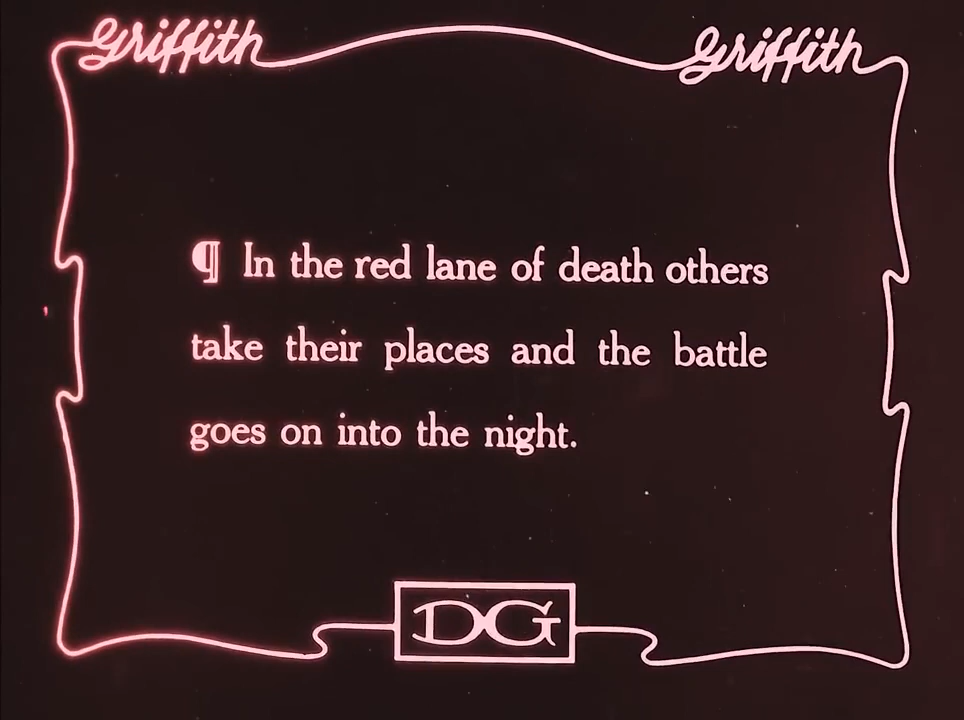 Griffith Griffith
¶ In the red lane of death others
take their places and the battle
goes on into the night.
DG